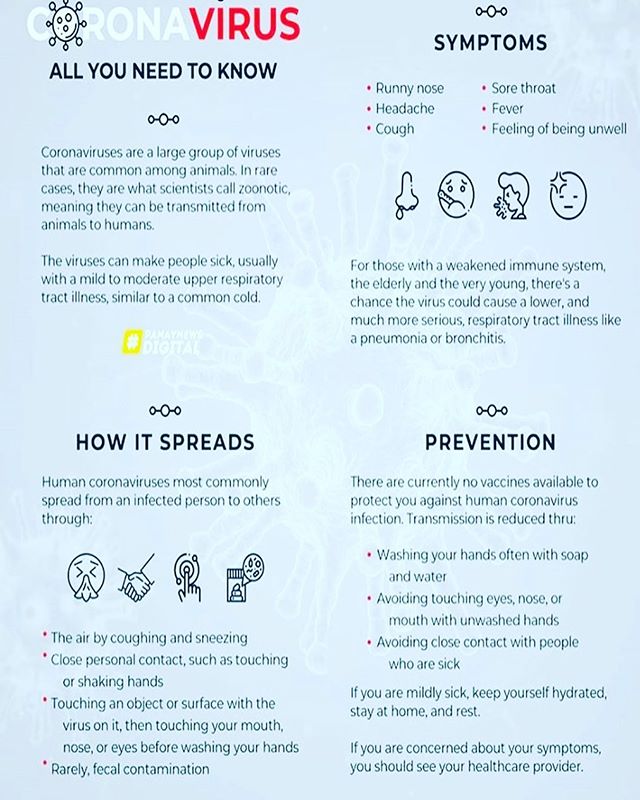 CORONAVIRUS
ALL YOU NEED TO KNOW
Coronaviruses are a large group of viruses
that are common among animals. In rare
cases, they are what scientists call zoonotic,
meaning they can be transmitted from
animals to humans.
The viruses can make people sick, usually
with a mild to moderate upper respiratory
tract illness, similar to a common cold.
# PANAYNEWS
DIGITAL
SYMPTOMS
• Runny nose
• Headache
• Cough
• Sore throat
• Fever
• Feeling of being unwell
For those with a weakened immune system,
the elderly and the very young, there's a
chance the virus could cause a lower, and
much more serious, respiratory tract illness like
a pneumonia or bronchitis.
HOW IT SPREADS
Human coronaviruses most commonly
spread from an infected person to others
through:
• The air by coughing and sneezing
• Close personal contact, such as touching
or shaking hands
• Touching an object or surface with the
virus on it, then touching your mouth,
nose, or eyes before washing your hands
• Rarely, fecal contamination
PREVENTION
There are currently no vaccines available to
protect you against human coronavirus
infection. Transmission is reduced thru:
• Washing your hands often with soap
and water
• Avoiding touching eyes, nose, or
mouth with unwashed hands
• Avoiding close contact with people
who are sick
If you are mildly sick, keep yourself hydrated,
stay at home, and rest.
If you are concerned about your symptoms,
you should see your healthcare provider.